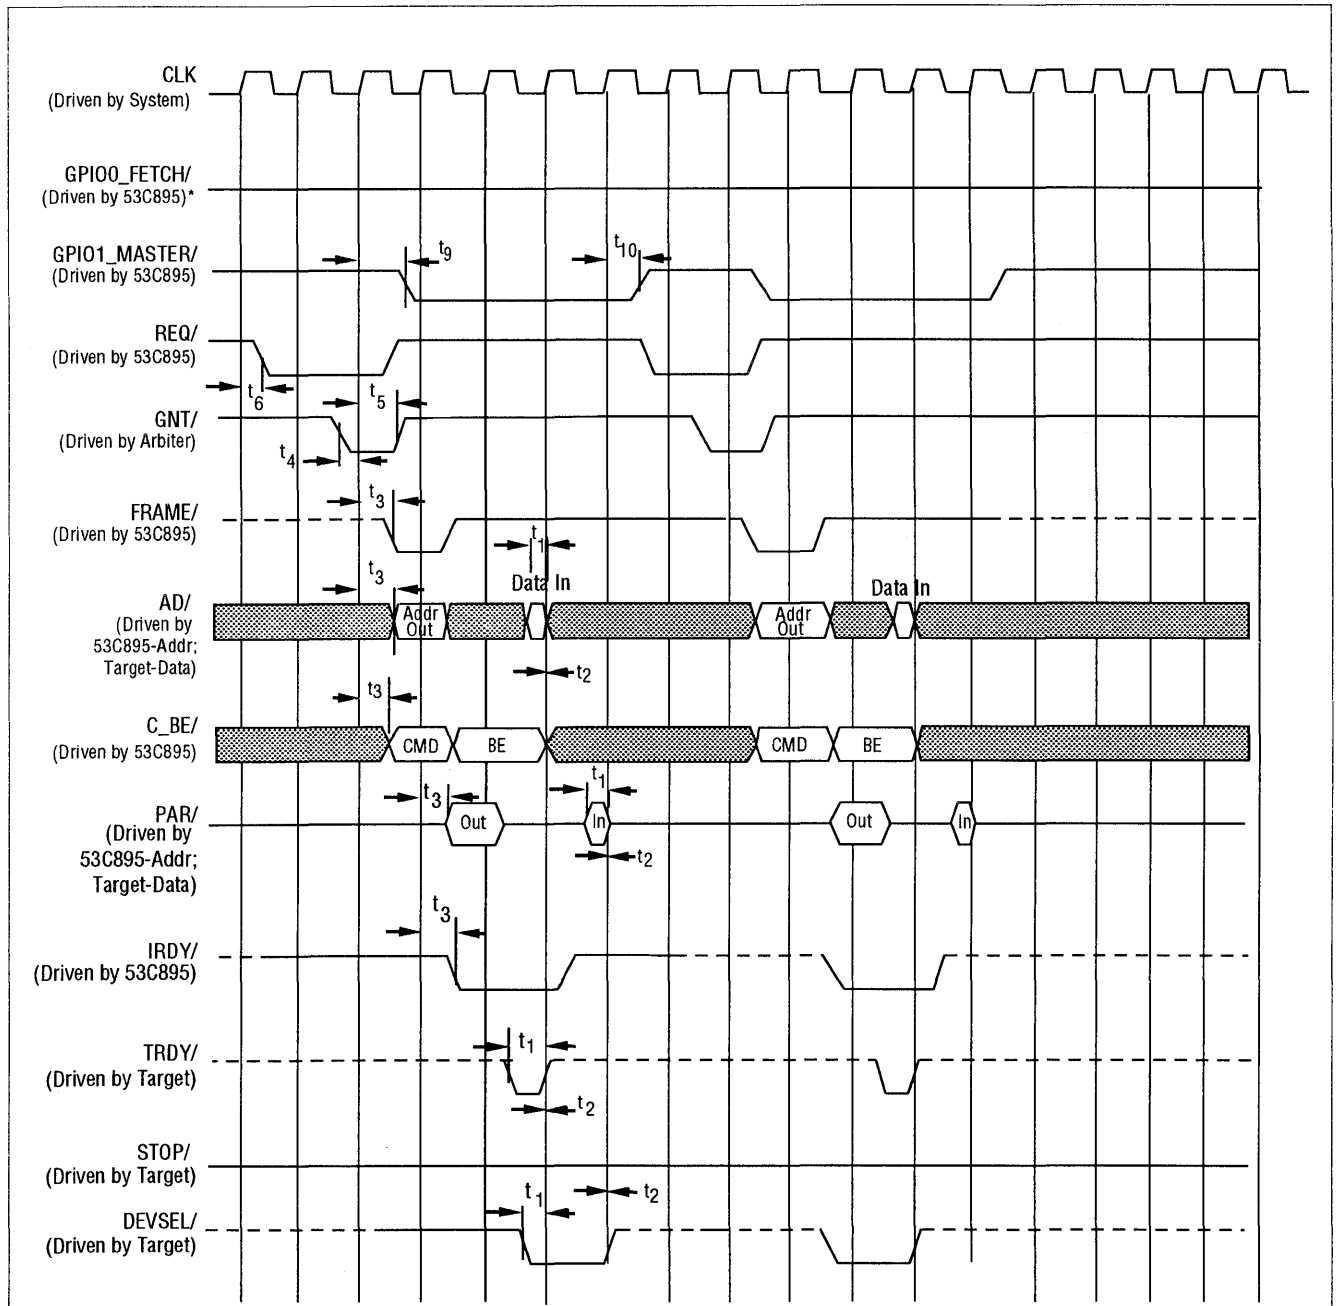 CLK
(Driven by System)
GPIO0_FETCH/
(Driven by 53C895)*
GPIO1_MASTER/
(Driven by 53C895)
t9
t10
REQ/
(Driven by 53C895)
t6
t5
GNT/
(Driven by Arbiter)
t4
t3
FRAME/
(Driven by 53C895)
t1
t3
Data In
Data In
AD/
(Driven by
53C895-Addr;
Target-Data)
Addr
Out
Addr
Out
t2
t3
C_BE/
(Driven by 53C895)
CMD
BE
CMD
BE
t1
t3
PAR/
(Driven by
53C895-Addr;
Target-Data)
Out
In
Out
In
t2
t3
IRDY/
(Driven by 53C895)
t1
TRDY/
(Driven by Target)
t2
STOP/
(Driven by Target)
t1
t2
DEVSEL/
(Driven by Target)